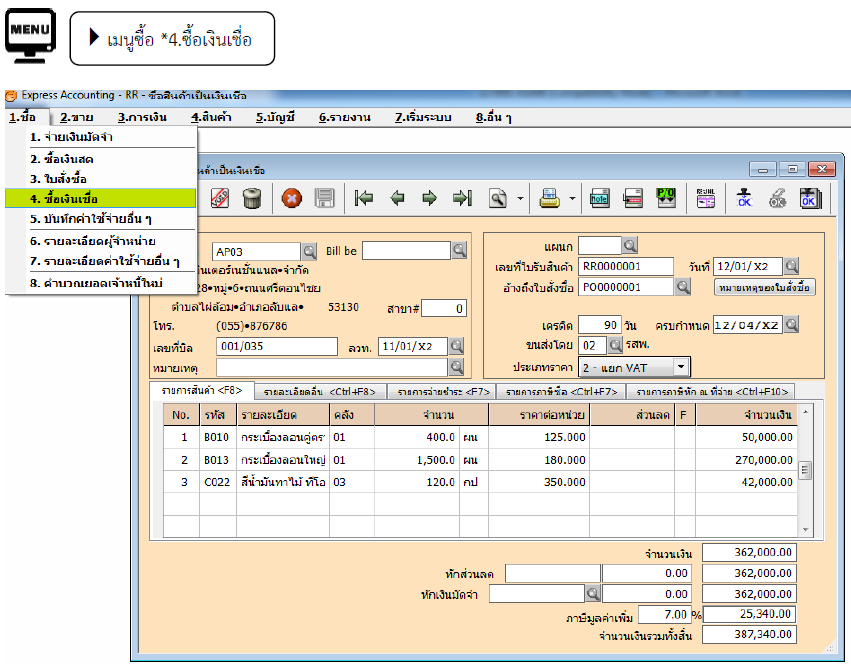 MENU
เมนูซื้อ *4.ซื้อเงินเชื่อ
Express Accounting - RR - ซื้อสินค้าเป็นเงินเชื่อ
1.ซื้อ 2.ขาย 3.การเงิน 4.สินค้า 5.บัญชี 6.รายงาน 7.เริ่มระบบ 8.อื่น ๆ
1. จ่ายเงินมัดจำ
2. ซื้อเงินสด
3. ใบสั่งซื้อ
4. ซื้อเงินเชื่อ
5. บันทึกค่าใช้จ่ายอื่น ๆ
6. รายละเอียดผู้จำหน่าย
7. รายละเอียดค่าใช้จ่ายอื่น ๆ
8. คำนวณยอดเจ้าหนี้ใหม่
นค้าเป็นเงินเชื่อ
AP03 Bill be แผนก
นเตอร์เนชั่นแนล•จำกัด เลขที่ใบรับสินค้า RR0000001 วันที่ 12/01/X2
28•หมู่•6•ถนนศรีดอนไชย อ้างถึงใบสั่งซื้อ PO0000001 หมายเหตุของใบสั่งซื้อ
ตำบลไผ่ล้อม•อำเภอลับแล• 53130 สาขา# 0
โทร. (055)•876786 เครดิต 90 วัน ครบกำหนด 12/04/X2
เลขที่บิล 001/035 ลวท. 11/01/X2 ขนส่งโดย 02 รสพ.
หมายเหตุ ประเภทราคา 2 - แยก VAT
รายการสินค้า <F8> รายละเอียดอื่น <Ctrl+F8> รายการจ่ายชำระ <F7> รายการภาษีซื้อ <Ctrl+F7> รายการภาษีหัก ณ ที่จ่าย <Ctrl+F10>
No. รหัส รายละเอียด คลัง จำนวน ราคาต่อหน่วย ส่วนลด F จำนวนเงิน
1 B010 กระเบื้องลอนคู่ตร 01 400.0 ผน 125.000 50,000.00
2 B013 กระเบื้องลอนใหญ่ 01 1,500.0 ผน 180.000 270,000.00
3 C022 สีน้ำมันทาไม้ ทีโอ 03 120.0 กป 350.000 42,000.00
จำนวนเงิน 362,000.00
หักส่วนลด 0.00 362,000.00
หักเงินมัดจำ 0.00 362,000.00
ภาษีมูลค่าเพิ่ม 7.00 % 25,340.00
จำนวนเงินรวมทั้งสิ้น 387,340.00